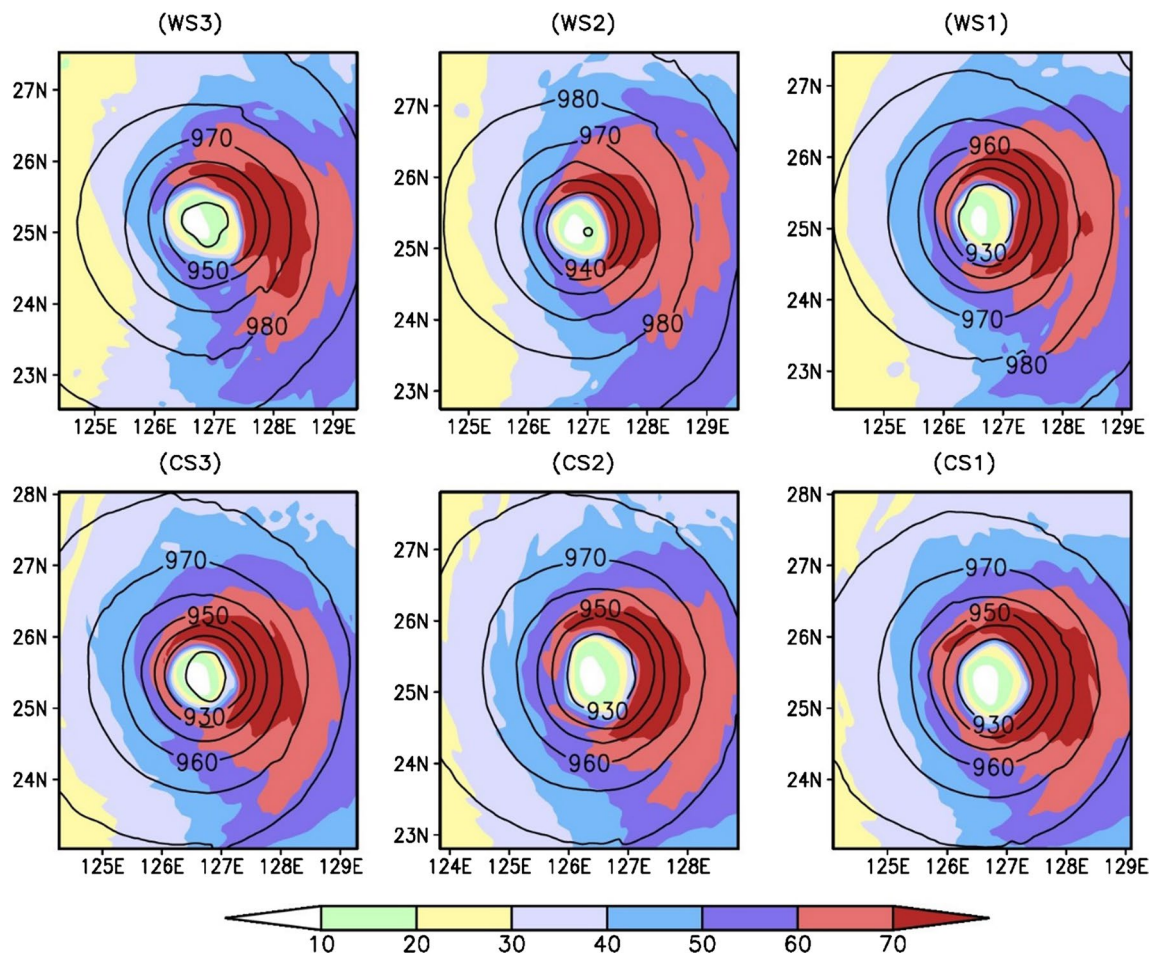 (WS3) (WS2) (WS1)
27N 26N 25N 24N 23N
970 950 980
125E 126E 127E 128E 129E
27N 26N 25N 24N 23N
980 970 940 980
125E 126E 127E 128E 129E
27N 26N 25N 24N 23N
960 930 970 980
125E 126E 127E 128E 129E
(CS3) (CS2) (CS1)
28N 27N 26N 25N 24N
970 950 930 960
125E 126E 127E 128E 129E
27N 26N 25N 24N 23N
970 950 930 960
124E 125E 126E 127E 128E
28N 27N 26N 25N 24N
970 950 930 960
125E 126E 127E 128E 129E
10 20 30 40 50 60 70